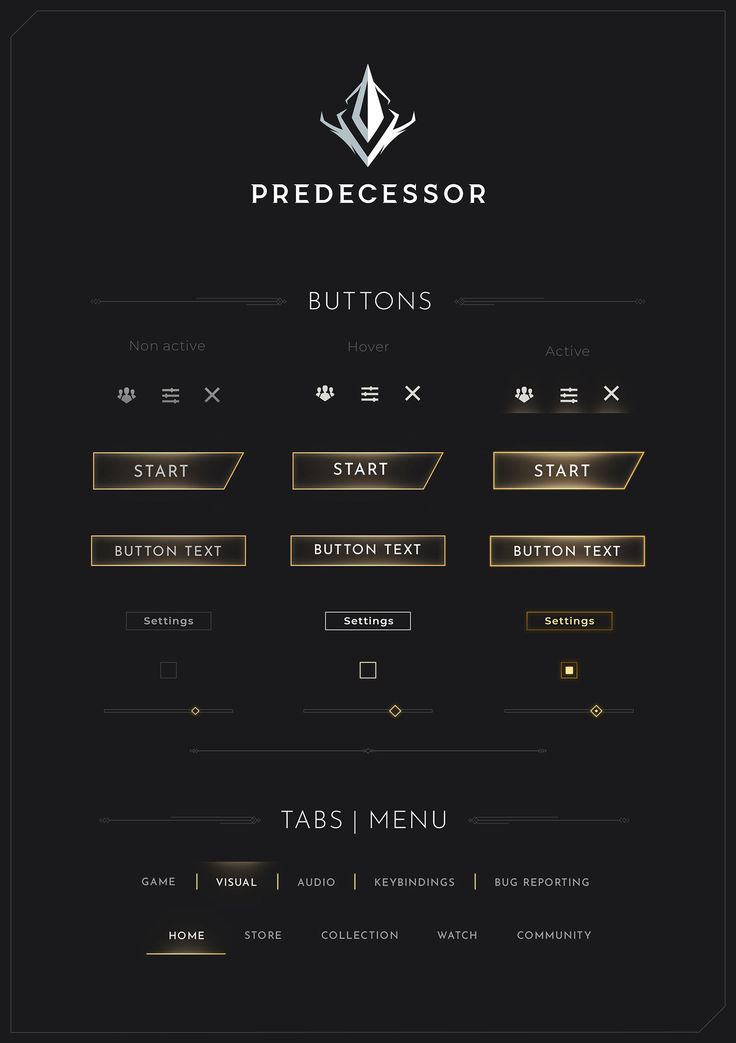 PREDECESSOR
BUTTONS
Non active
Hover
Active
START
START
START
BUTTON TEXT
BUTTON TEXT
BUTTON TEXT
Settings
Settings
Settings
TABS | MENU
GAME | VISUAL | AUDIO | KEYBINDINGS | BUG REPORTING
HOME STORE COLLECTION WATCH COMMUNITY